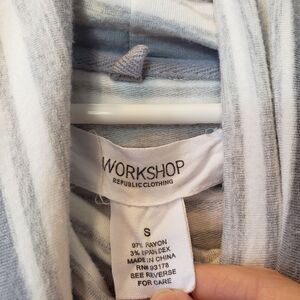 WORKSHOP
REPUBLIC CLOTHING
S
97% RAYON
3% SPANDEX
MADE IN CHINA
RN# 93178
SEE REVERSE
FOR CARE